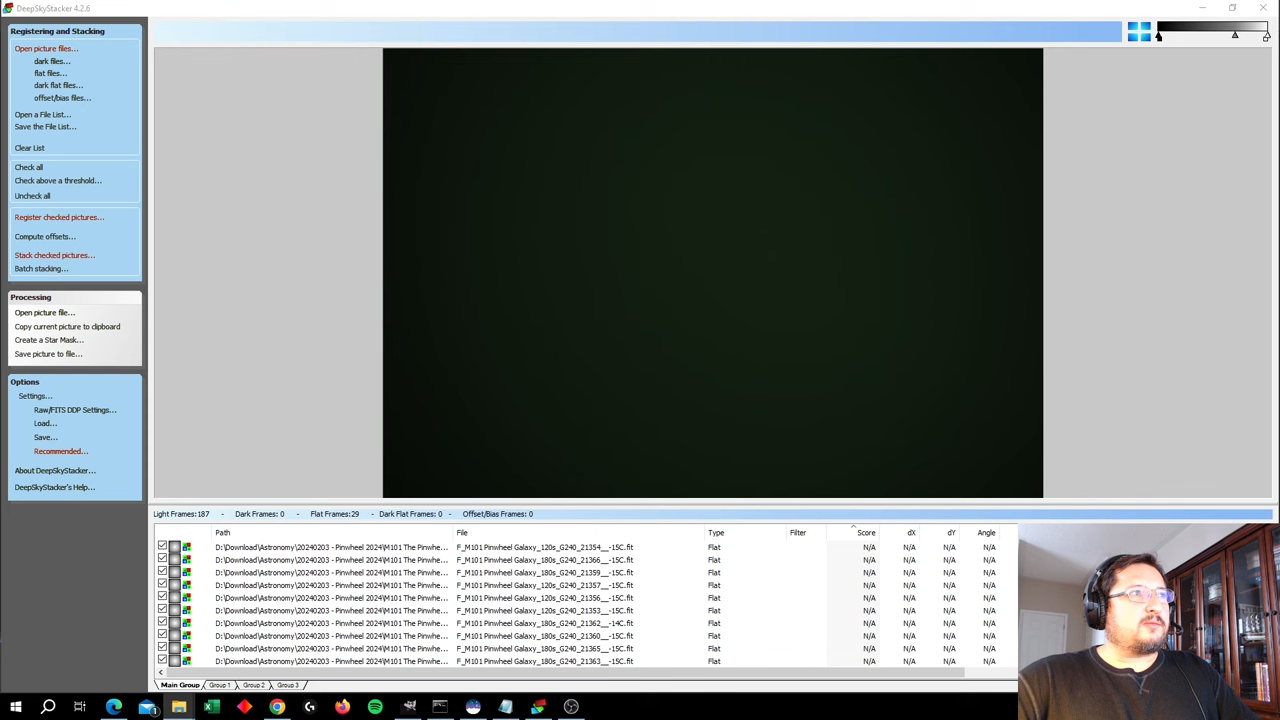 DeepSkyStacker 4.2.6
Registering and Stacking
Open picture files...
dark files...
flat files...
dark flat files...
offset/bias files...
Open a File List...
Save the File List...
Clear List
Check all
Check above a threshold...
Uncheck all
Register checked pictures...
Compute offsets...
Stack checked pictures...
Batch stacking...
Processing
Open picture file...
Copy current picture to clipboard
Create a Star Mask...
Save picture to file...
Options
Settings...
Raw/FITS DDP Settings...
Load...
Save...
Recommended...
About DeepSkyStacker...
DeepSkyStacker's Help...
Light Frames:187 - Dark Frames: 0 - Flat Frames:29 - Dark Flat Frames: 0 - Offset/Bias Frames: 0
Path File Type Filter Score dX dY Angle
D:\Download\Astronomy\20240203 - Pinwheel 2024\M101 The Pinwhe... F_M101 Pinwheel Galaxy_120s_G240_21354__-15C.fit Flat N/A N/A N/A N/A
D:\Download\Astronomy\20240203 - Pinwheel 2024\M101 The Pinwhe... F_M101 Pinwheel Galaxy_180s_G240_21366__-15C.fit Flat N/A N/A N/A N/A
D:\Download\Astronomy\20240203 - Pinwheel 2024\M101 The Pinwhe... F_M101 Pinwheel Galaxy_180s_G240_21359__-15C.fit Flat N/A N/A N/A N/A
D:\Download\Astronomy\20240203 - Pinwheel 2024\M101 The Pinwhe... F_M101 Pinwheel Galaxy_120s_G240_21357__-15C.fit Flat N/A N/A N/A N/A
D:\Download\Astronomy\20240203 - Pinwheel 2024\M101 The Pinwhe... F_M101 Pinwheel Galaxy_120s_G240_21356__-15C.fit Flat N/A N/A N/A N/A
D:\Download\Astronomy\20240203 - Pinwheel 2024\M101 The Pinwhe... F_M101 Pinwheel Galaxy_120s_G240_21353__-15C.fit Flat N/A N/A N/A N/A
D:\Download\Astronomy\20240203 - Pinwheel 2024\M101 The Pinwhe... F_M101 Pinwheel Galaxy_180s_G240_21362__-14C.fit Flat N/A N/A N/A N/A
D:\Download\Astronomy\20240203 - Pinwheel 2024\M101 The Pinwhe... F_M101 Pinwheel Galaxy_180s_G240_21360__-15C.fit Flat N/A N/A N/A N/A
D:\Download\Astronomy\20240203 - Pinwheel 2024\M101 The Pinwhe... F_M101 Pinwheel Galaxy_180s_G240_21365__-15C.fit Flat N/A N/A N/A N/A
D:\Download\Astronomy\20240203 - Pinwheel 2024\M101 The Pinwhe... F_M101 Pinwheel Galaxy_180s_G240_21363__-15C.fit Flat N/A N/A N/A N/A
Main Group Group 1 Group 2 Group 3